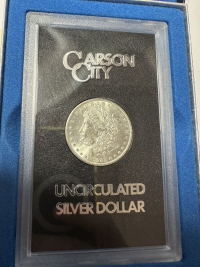 CARSON
CITY
UNCIRCULATED
SILVER DOLLAR